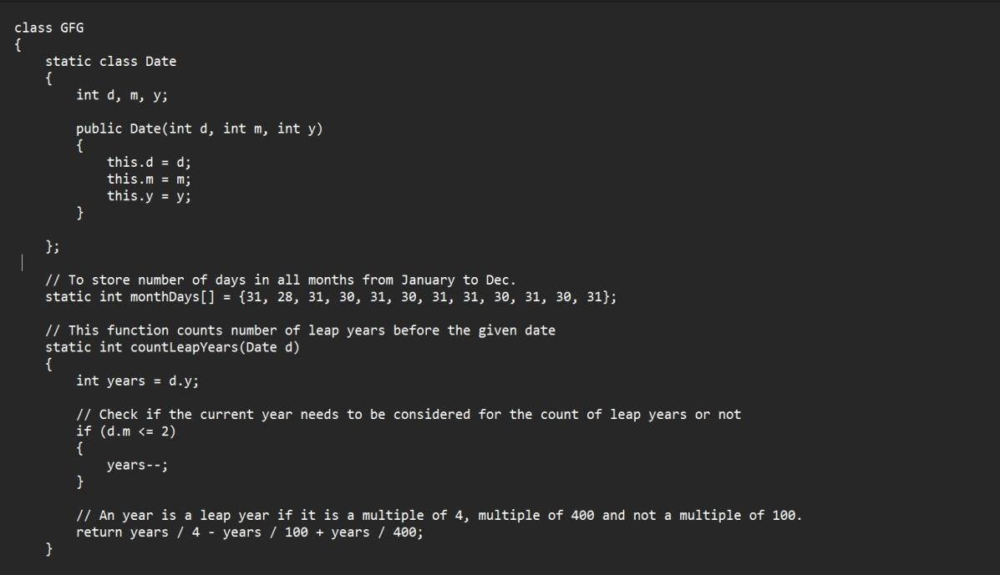 class GFG
{
static class Date
{
int d, m, y;
public Date(int d, int m, int y)
{
this.d = d;
this.m = m;
this.y = y;
}
};
// To store number of days in all months from January to Dec.
static int monthDays[] = {31, 28, 31, 30, 31, 30, 31, 31, 30, 31, 30, 31};
// This function counts number of leap years before the given date
static int countLeapYears(Date d)
{
int years = d.y;
// Check if the current year needs to be considered for the count of leap years or not
if (d.m <= 2)
{
years--;
}
// An year is a leap year if it is a multiple of 4, multiple of 400 and not a multiple of 100.
return years / 4 - years / 100 + years / 400;
}